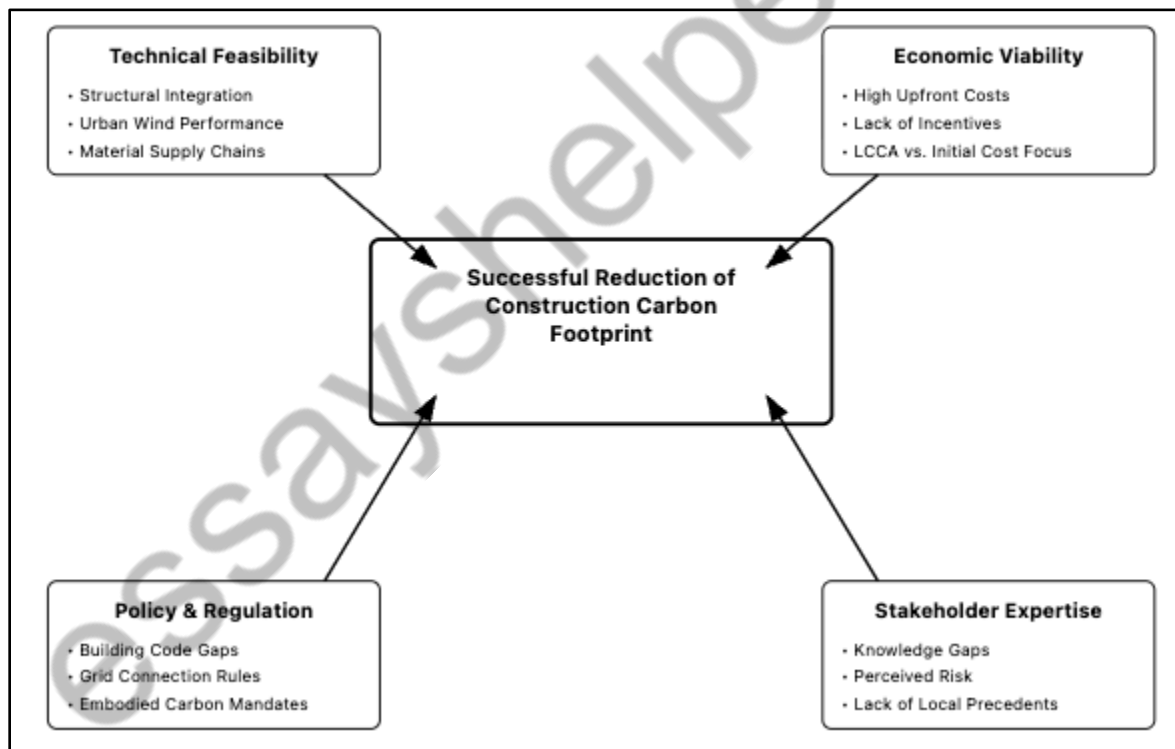 Technical Feasibility
• Structural Integration
• Urban Wind Performance
• Material Supply Chains
Economic Viability
• High Upfront Costs
• Lack of Incentives
• LCCA vs. Initial Cost Focus
Successful Reduction of
Construction Carbon
Footprint
Policy & Regulation
• Building Code Gaps
• Grid Connection Rules
• Embodied Carbon Mandates
Stakeholder Expertise
• Knowledge Gaps
• Perceived Risk
• Lack of Local Precedents
essayshelpe